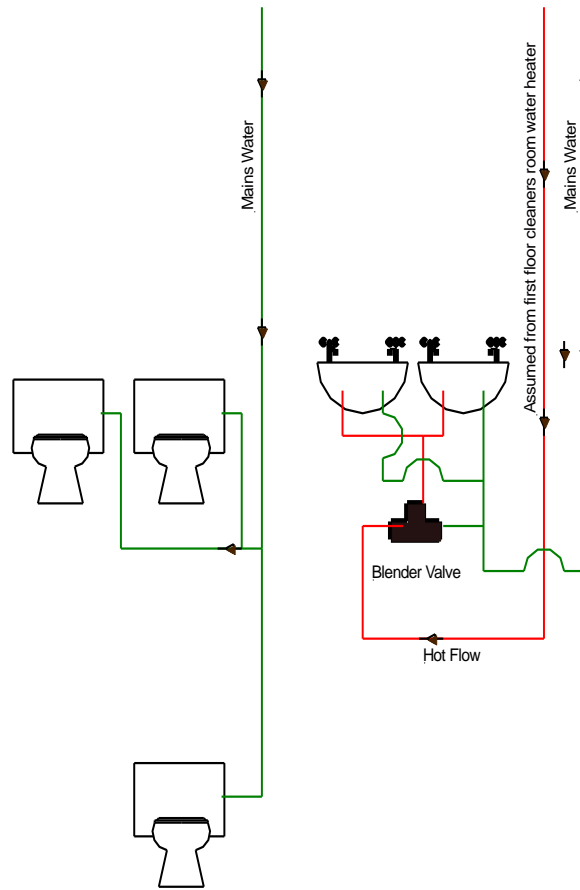 Mains Water
Assumed from first floor cleaners room water heater
Mains Water
Blender Valve
Hot Flow